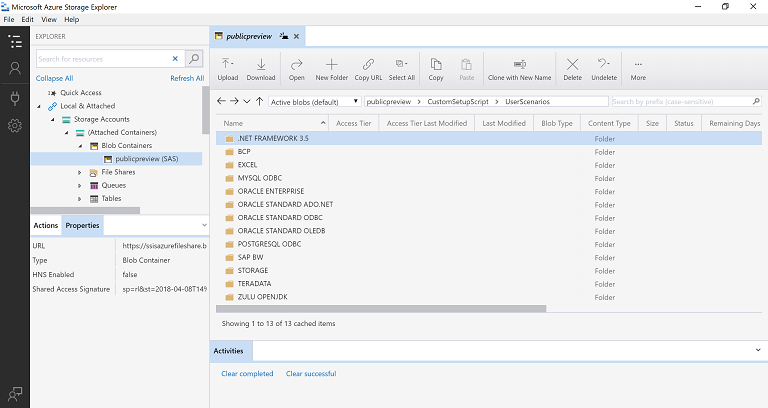 Microsoft Azure Storage Explorer
File Edit View Help
EXPLORER
Search for resources
Collapse All Refresh All
Quick Access
Local & Attached
Storage Accounts
(Attached Containers)
Blob Containers
publicpreview (SAS)
File Shares
Queues
Tables
Actions Properties
URL https://ssisazurefileshare.b
Type Blob Container
HNS Enabled false
Shared Access Signature sp=rl&st=2018-04-08T149
publicpreview
Upload Download Open New Folder Copy URL Select All Copy Paste Clone with New Name Delete Undelete More
Active blobs (default) publicpreview CustomSetupScript UserScenarios Search by prefix (case-sensitive)
Name Access Tier Access Tier Last Modified Last Modified Blob Type Content Type Size Status Remaining Days
.NET FRAMEWORK 3.5 Folder
BCP Folder
EXCEL Folder
MYSQL ODBC Folder
ORACLE ENTERPRISE Folder
ORACLE STANDARD ADO.NET Folder
ORACLE STANDARD ODBC Folder
ORACLE STANDARD OLEDB Folder
POSTGRESQL ODBC Folder
SAP BW Folder
STORAGE Folder
TERADATA Folder
ZULU OPENJDK Folder
Showing 1 to 13 of 13 cached items
Activities
Clear completed Clear successful